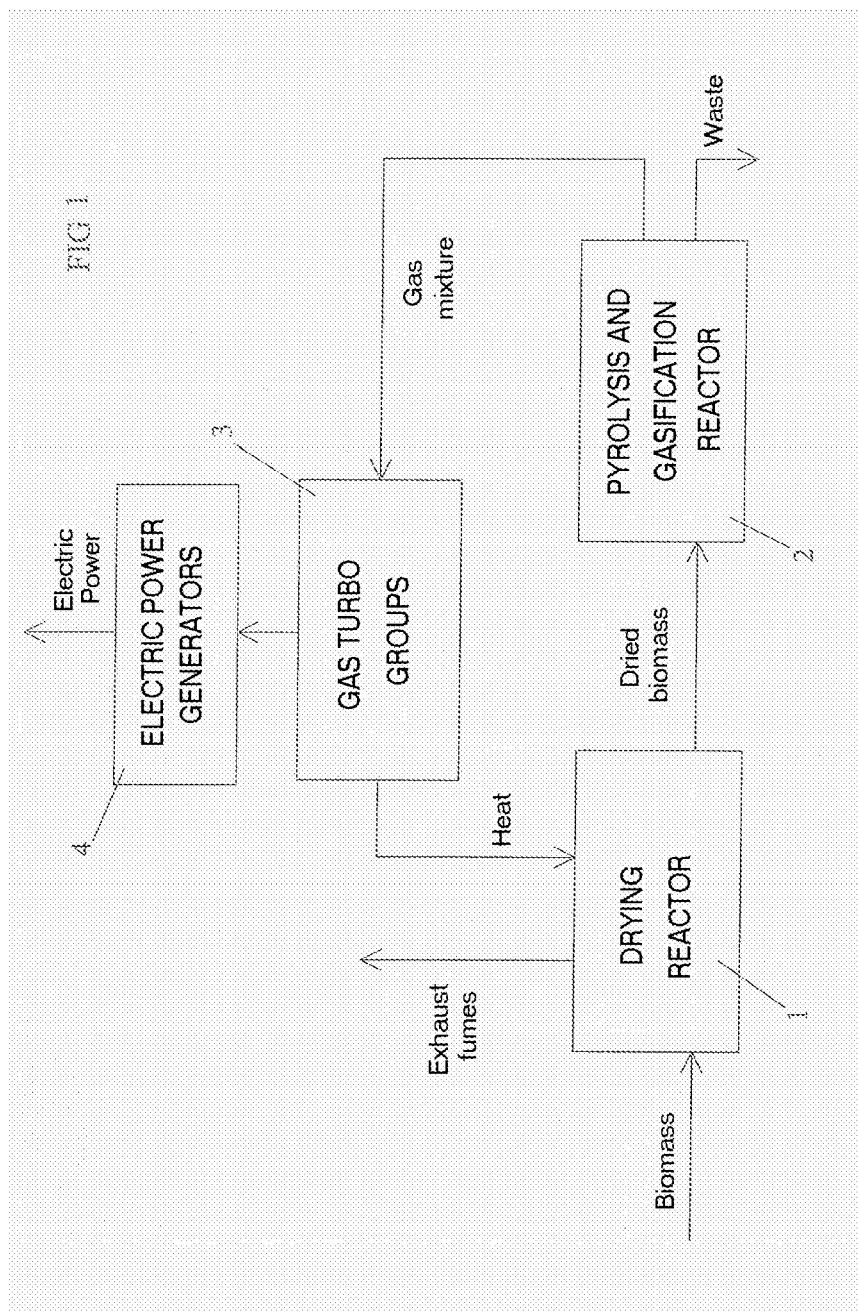 FIG 1
Electric
Power
ELECTRIC POWER
GENERATORS
4
3
GAS TURBO
GROUPS
Gas
mixture
Heat
Exhaust
fumes
Biomass
DRYING
REACTOR
1
Dried
biomass
PYROLYSIS AND
GASIFICATION
REACTOR
2
Waste